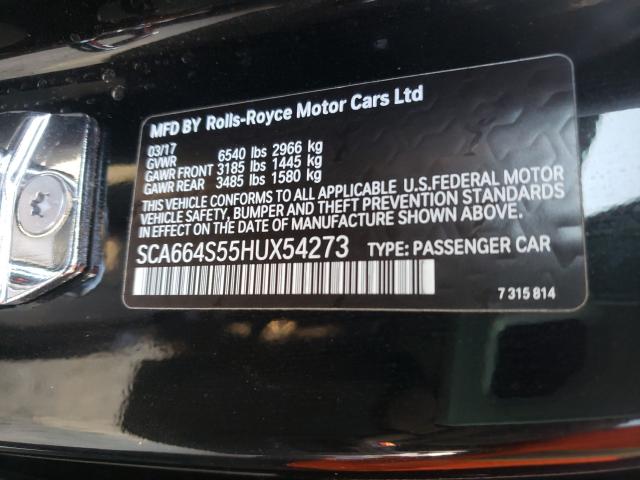 MFD BY Rolls-Royce Motor Cars Ltd
03/17
GVWR 6540 lbs 2966 kg
GAWR FRONT 3185 lbs 1445 kg
GAWR REAR 3485 lbs 1580 kg
THIS VEHICLE CONFORMS TO ALL APPLICABLE U.S.FEDERAL MOTOR
VEHICLE SAFETY, BUMPER AND THEFT PREVENTION STANDARDS
IN EFFECT ON THE DATE OF MANUFACTURE SHOWN ABOVE.
SCA664S55HUX54273 TYPE: PASSENGER CAR
7 315 814